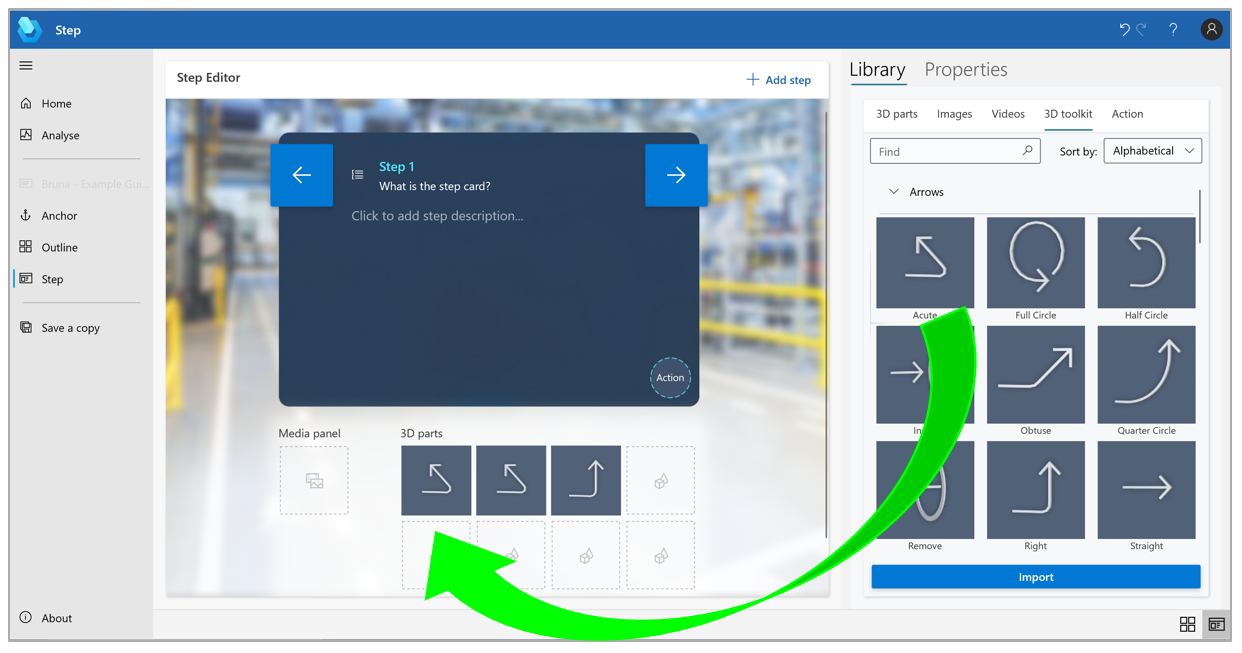 Step
?
Home
Analyse
Bruna - Example Gui...
Anchor
Outline
Step
Save a copy
About
Step Editor
Add step
Step 1
What is the step card?
Click to add step description...
Action
Media panel
3D parts
Library Properties
3D parts Images Videos 3D toolkit Action
Find
Sort by: Alphabetical
Arrows
Acute Full Circle Half Circle
Obtuse Quarter Circle
Remove Right Straight
Import